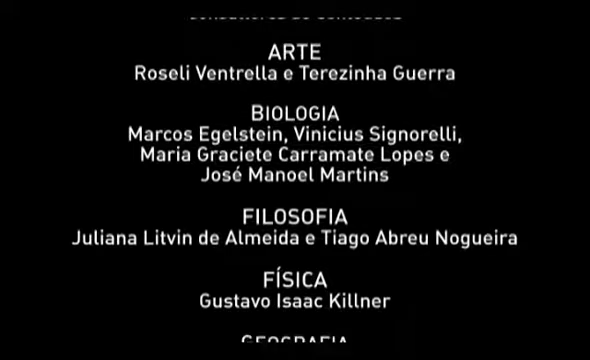 ARTE
Roseli Ventrella e Terezinha Guerra
BIOLOGIA
Marcos Egelstein, Vinicius Signorelli,
Maria Graciete Carramate Lopes e
José Manoel Martins
FILOSOFIA
Juliana Litvin de Almeida e Tiago Abreu Nogueira
FÍSICA
Gustavo Isaac Killner
GEOGRAFIA